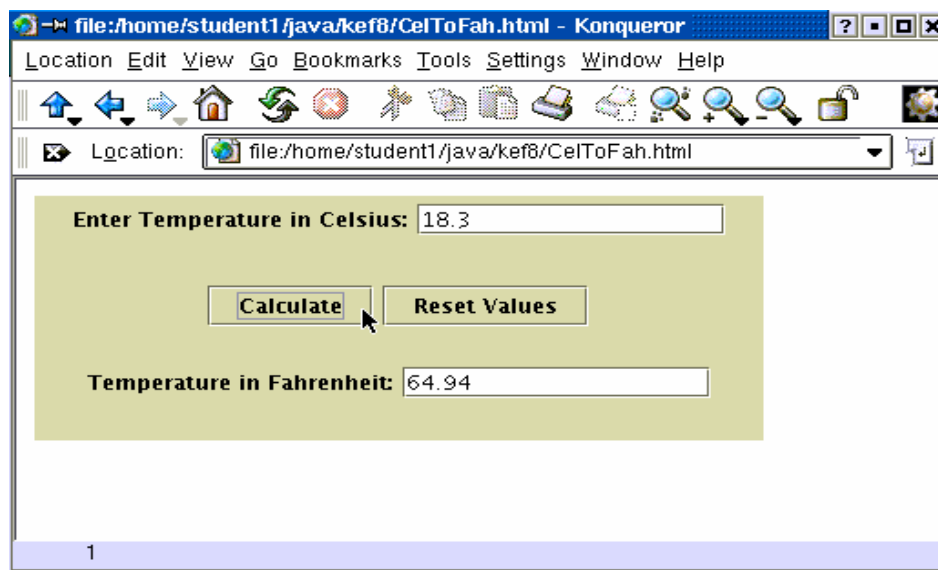 file:/home/student1/java/kef8/CelToFah.html - Konqueror
Location Edit View Go Bookmarks Tools Settings Window Help
Location: file:/home/student1/java/kef8/CelToFah.html
Enter Temperature in Celsius: 18.3
Calculate Reset Values
Temperature in Fahrenheit: 64.94
1